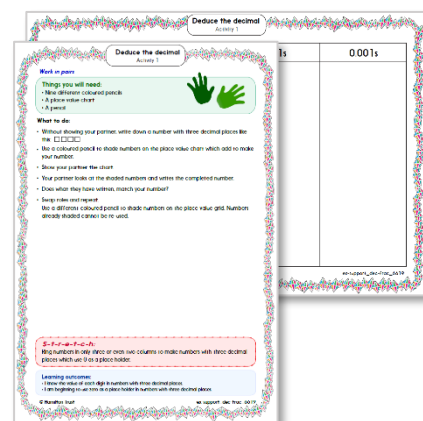 Deduce the decimal
Activity 1
1s
0.001s
ex-support_dec-frac_6619
Deduce the decimal
Activity 1
Work in pairs
Things you will need:
• Nine different coloured pencils
• A place value chart
• A pencil
What to do:
• Without showing your partner, write down a number with three decimal places like
this □.□□□
• Use a coloured pencil to shade numbers on the place value chart which add to make
your number.
• Show your partner the chart.
• Your partner looks at the shaded numbers and writes the completed number.
• Does what they have written, match your number?
• Swap roles and repeat.
Use a different coloured pencil to shade numbers on the place value grid. Numbers
already shaded cannot be re-used.
S-t-r-e-t-c-h:
Ring numbers in only three or even two columns to make numbers with three decimal
places which use 0 as a place holder.
Learning outcomes:
• I know the value of each digit in numbers with three decimal places.
• I am beginning to use zero as a place holder in numbers with three decimal places.
© Hamilton Trust
ex-support_dec-frac_6619